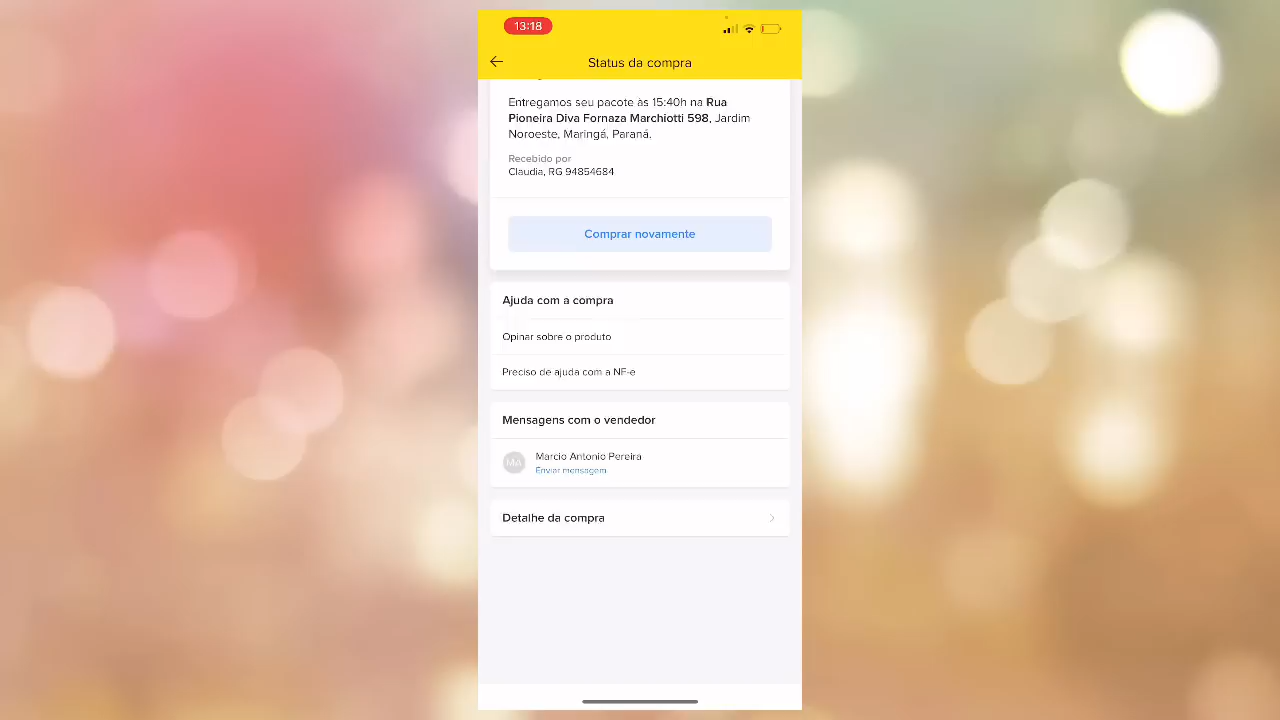 13:18
Status da compra
Entregamos seu pacote às 15:40h na Rua
Pioneira Diva Fornaza Marchiotti 598, Jardim
Noroeste, Maringá, Paraná.
Recebido por
Claudia, RG 94854684
Comprar novamente
Ajuda com a compra
Opinar sobre o produto
Preciso de ajuda com a NF-e
Mensagens com o vendedor
MA
Marcio Antonio Pereira
Enviar mensagem
Detalhe da compra